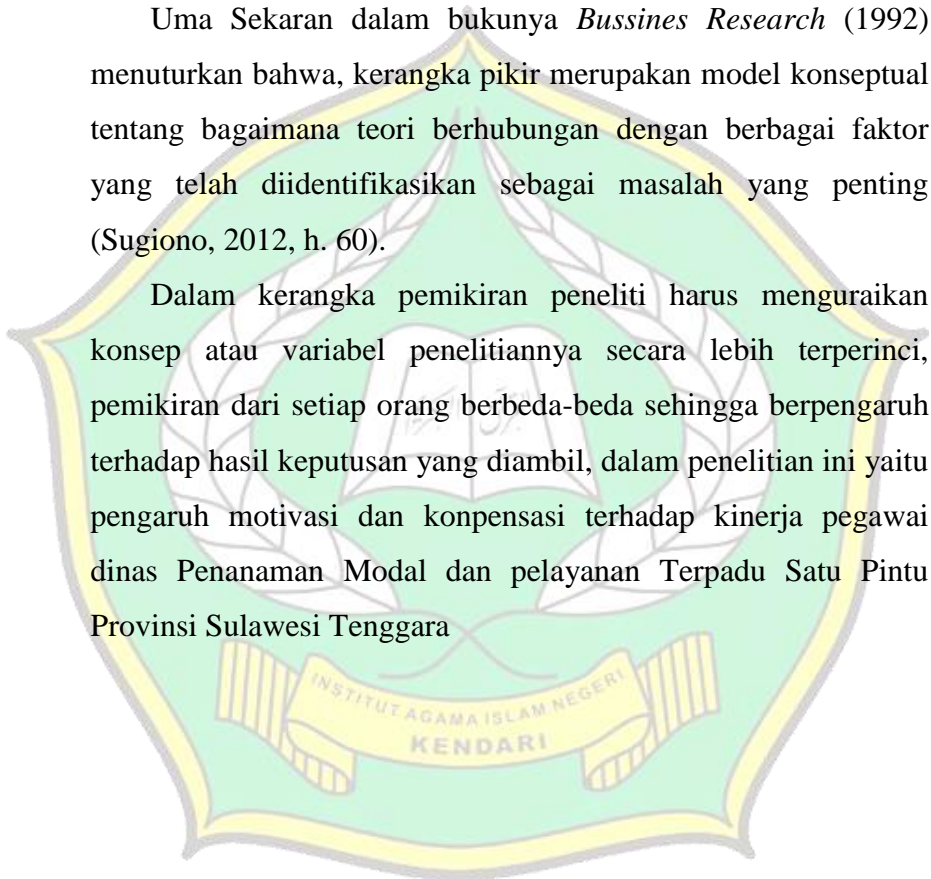 Uma Sekaran dalam bukunya Bussines Research (1992)
menuturkan bahwa, kerangka pikir merupakan model konseptual
tentang bagaimana teori berhubungan dengan berbagai faktor
yang telah diidentifikasikan sebagai masalah yang penting
(Sugiono, 2012, h. 60).
Dalam kerangka pemikiran peneliti harus menguraikan
konsep atau variabel penelitiannya secara lebih terperinci,
pemikiran dari setiap orang berbeda-beda sehingga berpengaruh
terhadap hasil keputusan yang diambil, dalam penelitian ini yaitu
pengaruh motivasi dan konpensasi terhadap kinerja pegawai
dinas Penanaman Modal dan pelayanan Terpadu Satu Pintu
Provinsi Sulawesi Tenggara
INSTITUT AGAMA ISLAM NEGERI
KENDARI